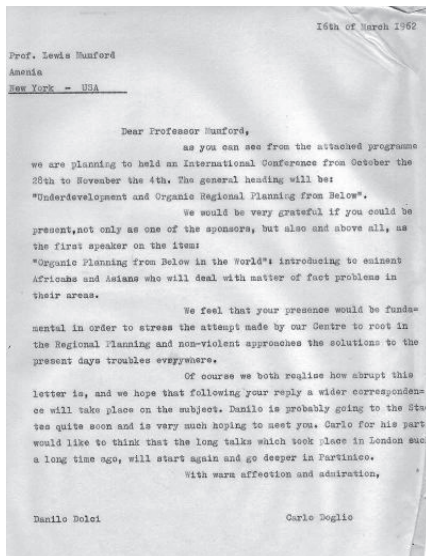 16th of March 1962
Prof. Lewis Mumford
Amenia
New York - USA
Dear Professor Mumford,
as you can see from the attached programme
we are planning to held an International Conference from October the
28th to November the 4th. The general heading will be:
"Underdevelopment and Organic Regional Planning from Below".
We would be very grateful if you could be
present,not only as one of the sponsors, but also and above all, as
the first speaker on the item:
"Organic Planning from Below in the World": introducing to eminent
Africans and Asians who will deal with matter of fact problems in
their areas.
We feel that your presence would be funda=
mental in order to stress the attempt made by our Centre to root in
the Regional Planning and non-violent approaches the solutions to the
present days troubles everywhere.
Of course we both realise how abrupt this
letter is, and we hope that following your reply a wider corresponden=
ce will take place on the subject. Danilo is probably going to the Sta
tes quite soon and is very much hoping to meet you. Carlo for his part
would like to think that the long talks which took place in London suc
a long time ago, will start again and go deeper in Partinico.
With warm affection and admiration,
Danilo Dolci Carlo Doglio